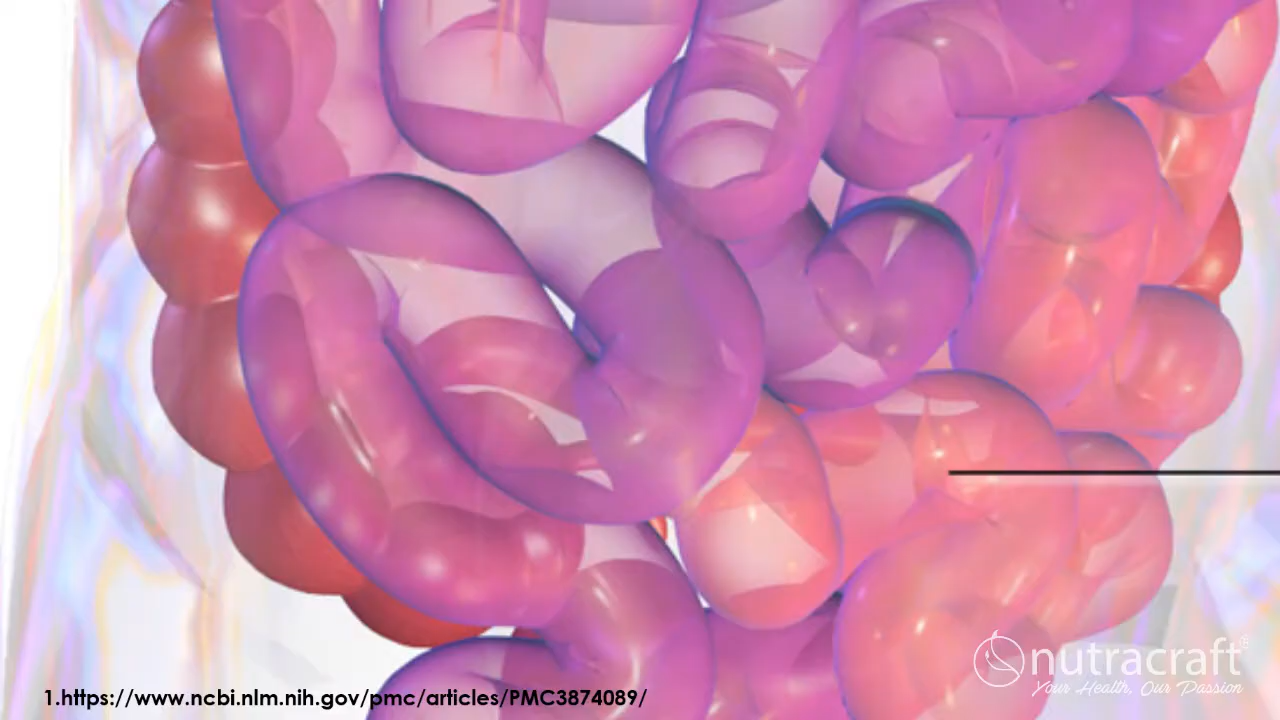 nutracraft®
Your Health, Our Passion
1.https://www.ncbi.nlm.nih.gov/pmc/articles/PMC3874089/